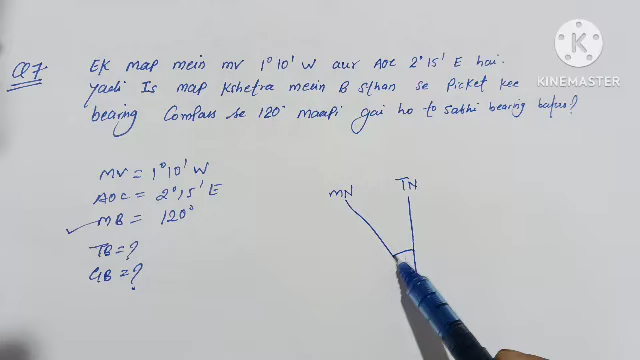 Q7 EK map mein mv 1°10' W aur AOC 2°15' E hai.
Yadi Is map Kshetra mein B sthan se Picket kee
bearing Compass se 120° maapi gai ho to sabhi bearing batao?
K
KINEMASTER
MV = 1°10' W
AOC = 2°15' E
MB = 120°
TB = ?
GB = ?
MN
TN